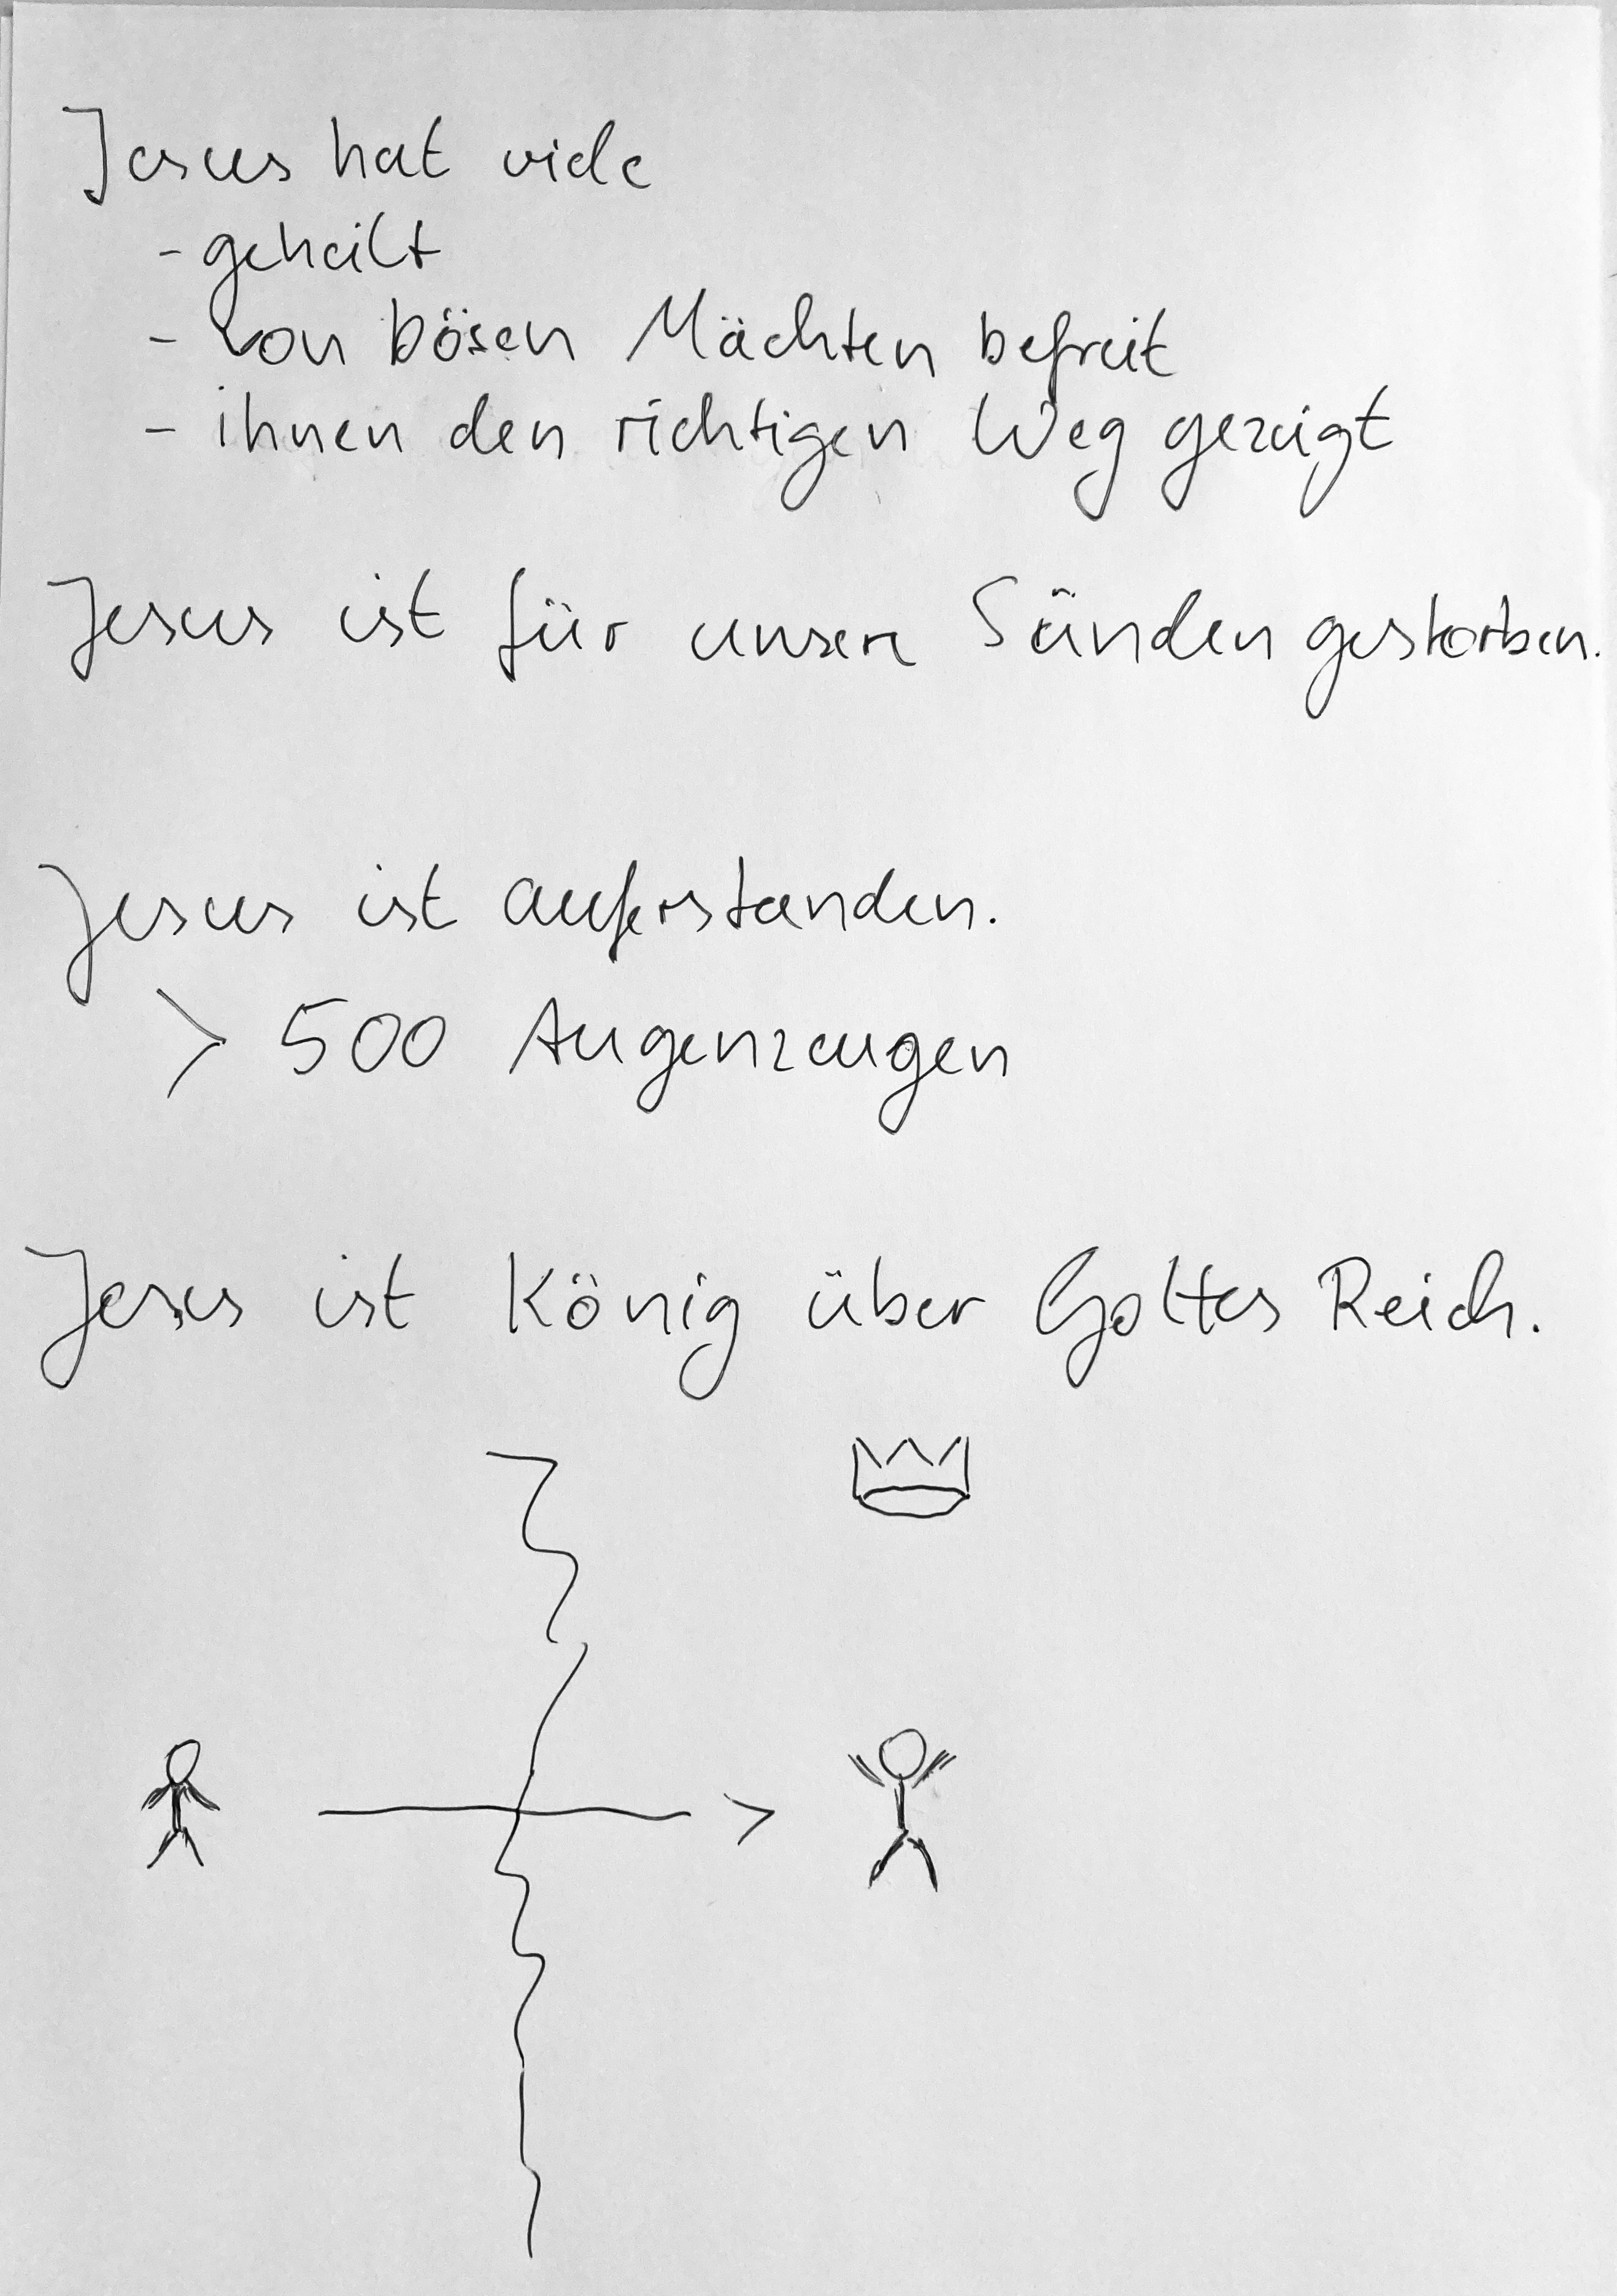 Jesus hat viele
- geheilt
- von bösen Mächten befreit
- ihnen den richtigen Weg gezeigt
Jesus ist für unsere Sünden gestorben.
Jesus ist auferstanden.
> 500 Augenzeugen
Jesus ist König über Gottes Reich.